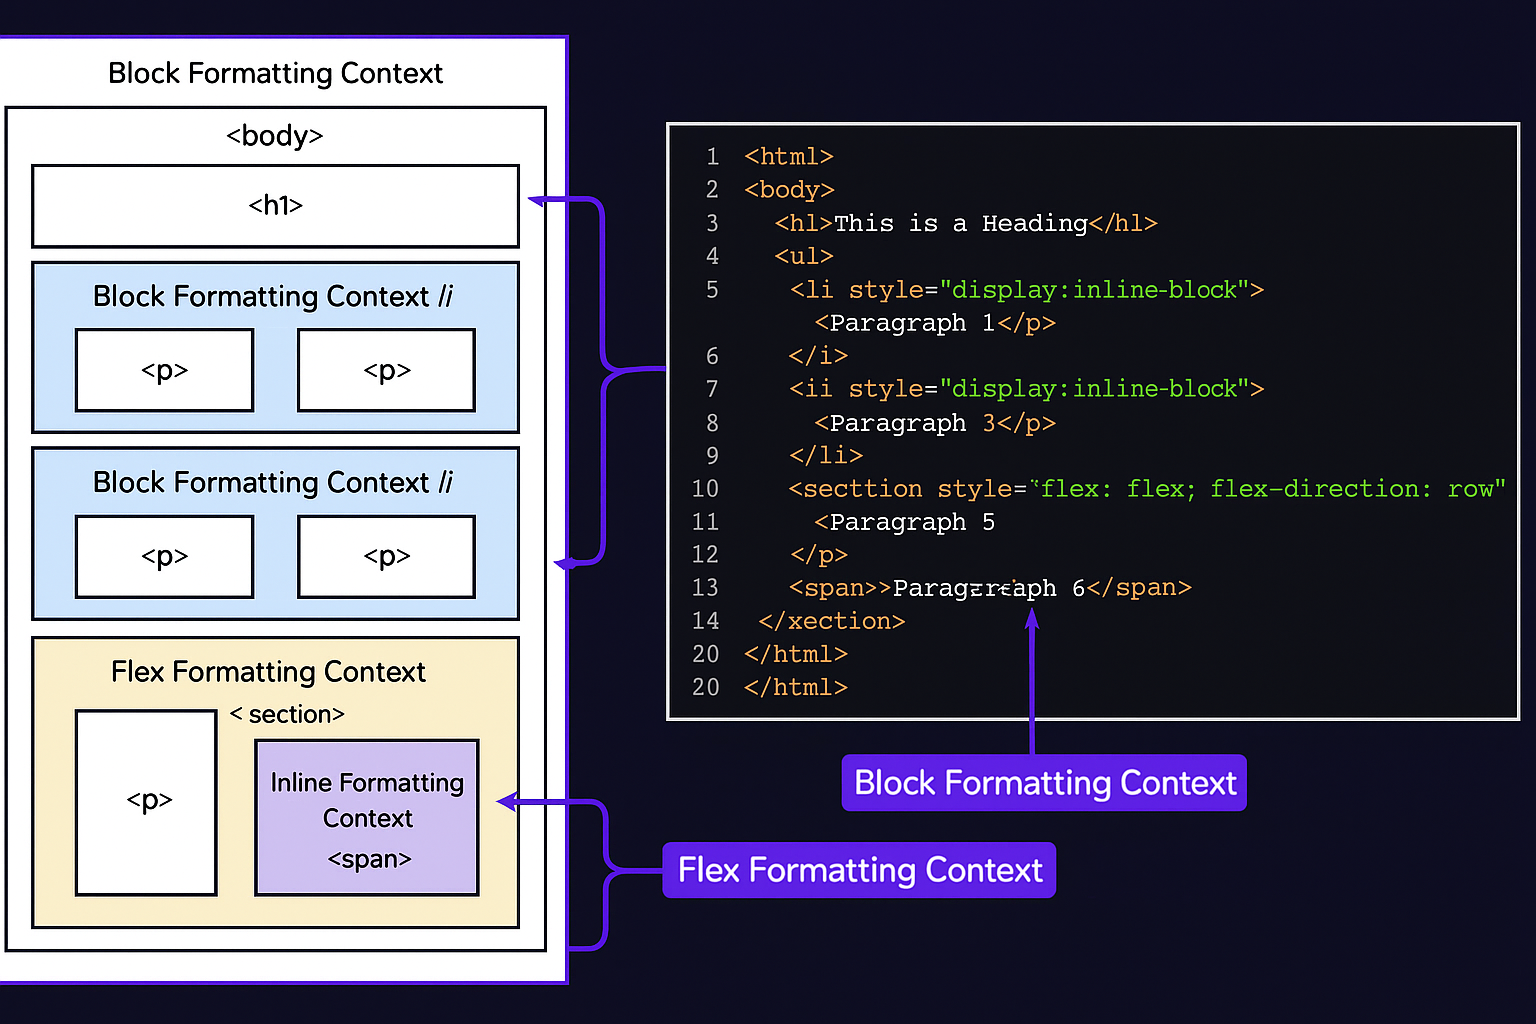 Block Formatting Context
<body>
<h1>
Block Formatting Context li
<p> <p>
Block Formatting Context li
<p> <p>
Flex Formatting Context
< section>
<p>
Inline Formatting
Context
<span>
1 <html>
2 <body>
3 <hl>This is a Heading</hl>
4 <ul>
5 <li style="display:inline-block">
<Paragraph 1</p>
6 </i>
7 <ii style="display:inline-block">
8 <Paragraph 3</p>
9 </li>
10 <secttion style="flex: flex; flex-direction: row"
11 <Paragraph 5
12 </p>
13 <span>> 6</span>
14 </xection>
20 </html>
20 </html>
Block Formatting Context
Flex Formatting Context